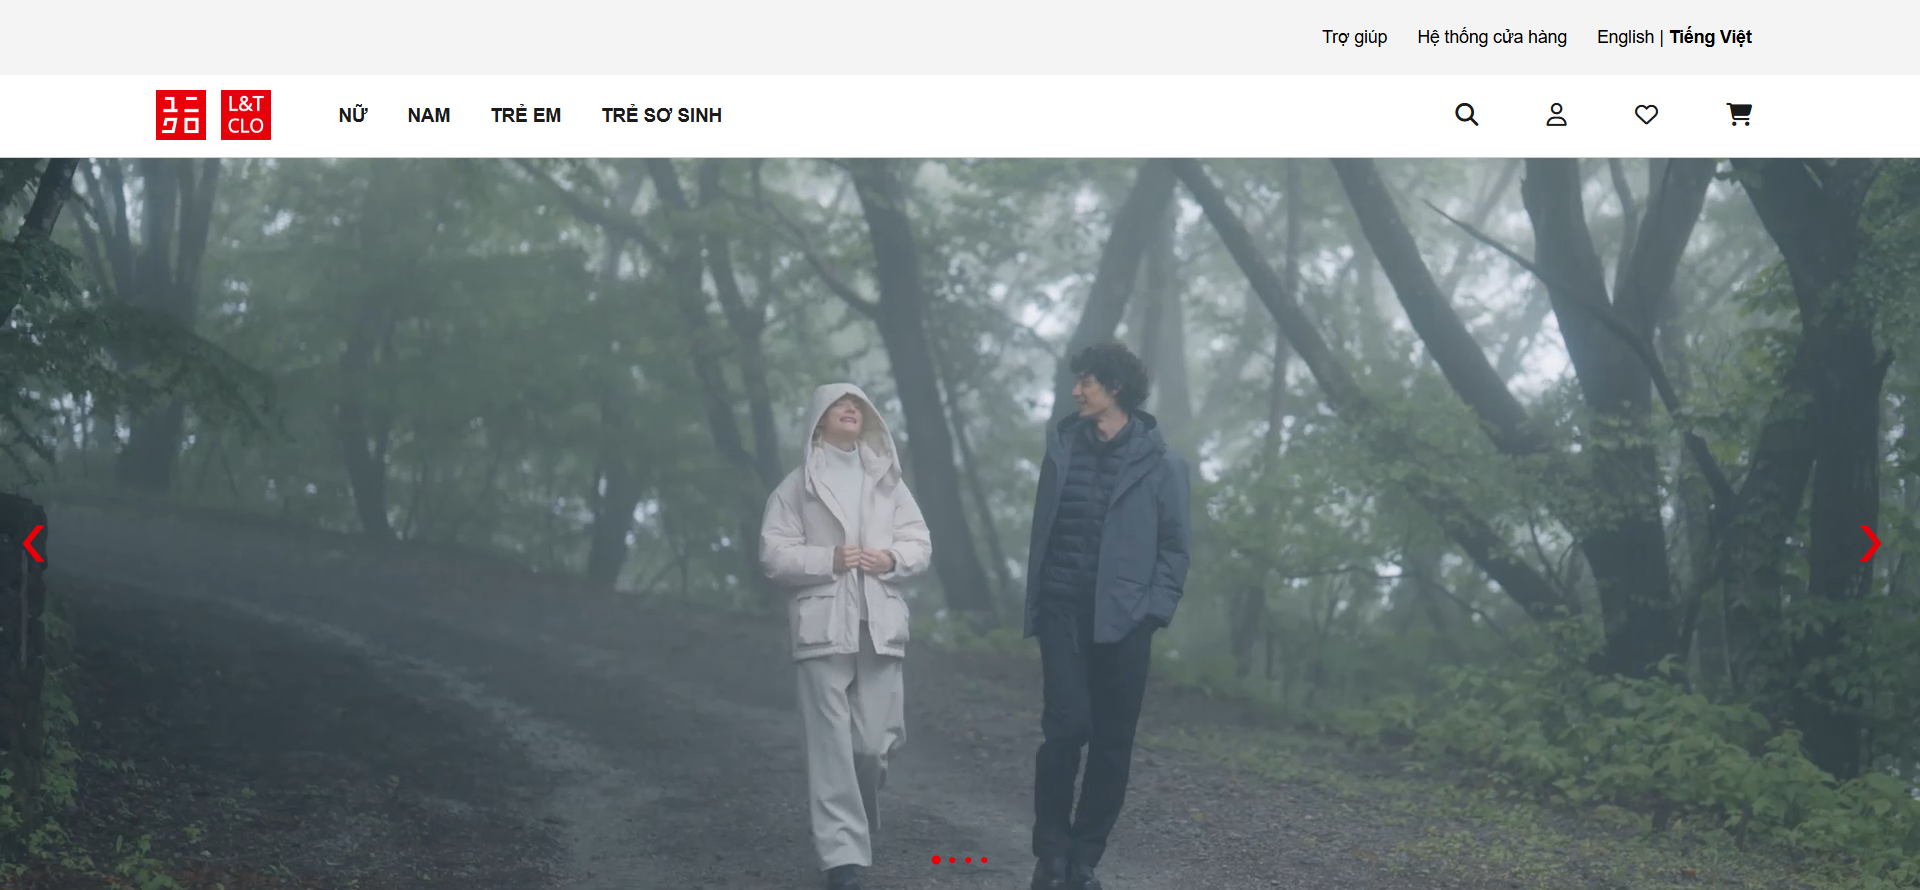 Trợ giúp Hệ thống cửa hàng English | Tiếng Việt
ユニ L&T
クロ CLO
NỮ NAM TRẺ EM TRẺ SƠ SINH